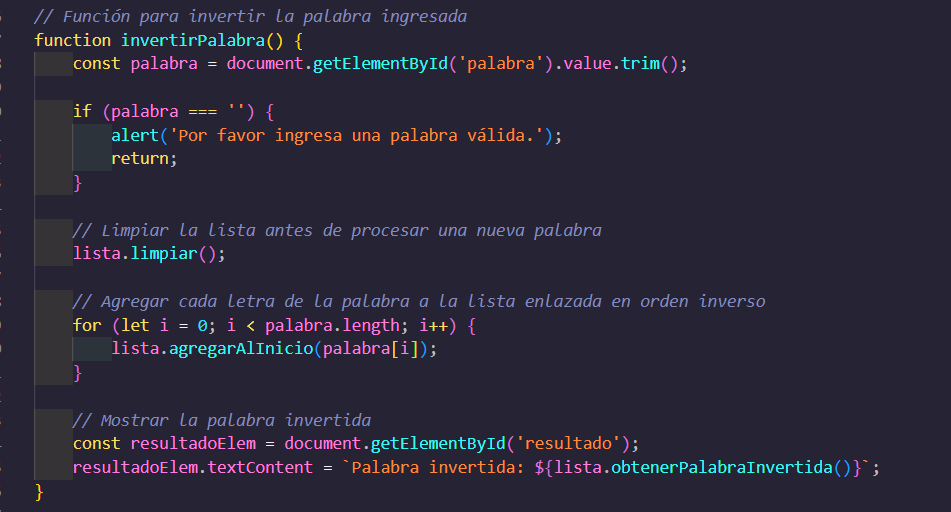 // Función para invertir la palabra ingresada
function invertirPalabra() {
    const palabra = document.getElementById('palabra').value.trim();

    if (palabra === '') {
        alert('Por favor ingresa una palabra válida.');
        return;
    }

    // Limpiar la lista antes de procesar una nueva palabra
    lista.limpiar();

    // Agregar cada letra de la palabra a la lista enlazada en orden inverso
    for (let i = 0; i < palabra.length; i++) {
        lista.agregarAlInicio(palabra[i]);
    }

    // Mostrar la palabra invertida
    const resultadoElem = document.getElementById('resultado');
    resultadoElem.textContent = `Palabra invertida: ${lista.obtenerPalabraInvertida()}`;
}